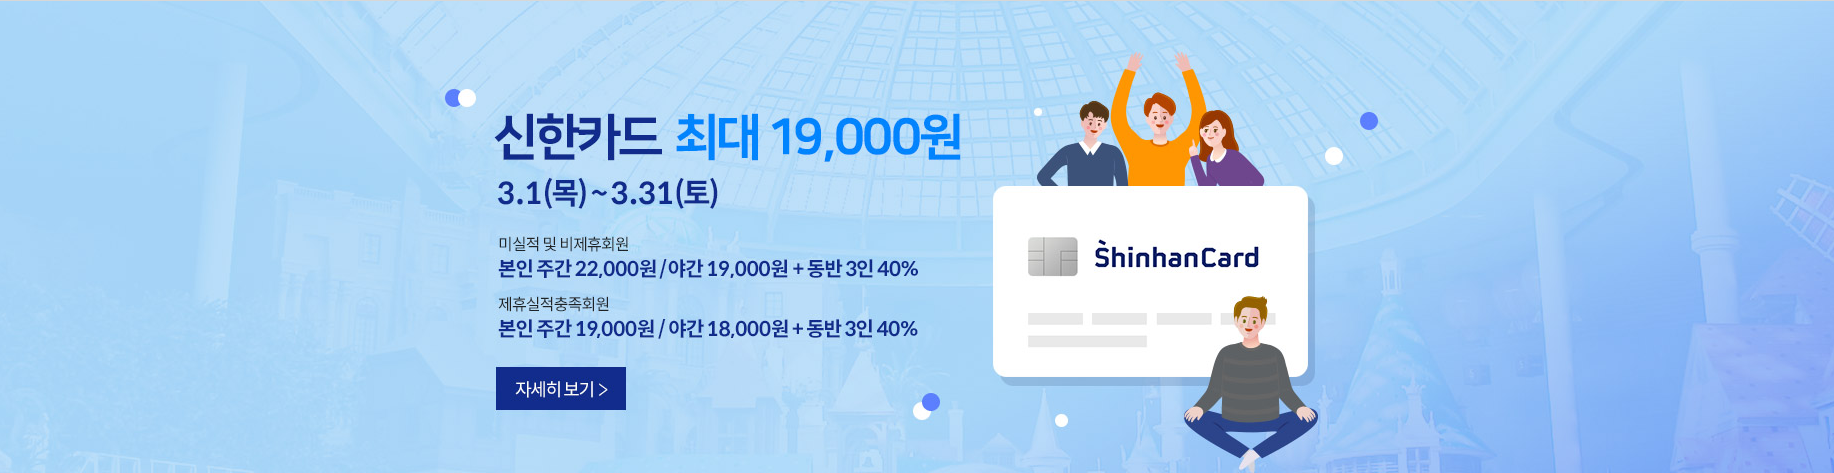 신한카드 최대 19,000원
3.1(목)~3.31(토)
미실적 및 비제휴회원
본인 주간 22,000원/야간 19,000원 + 동반 3인 40%
제휴실적충족회원
본인 주간 19,000원 / 야간 18,000원 + 동반 3인 40%
자세히 보기 >
ShinhanCard